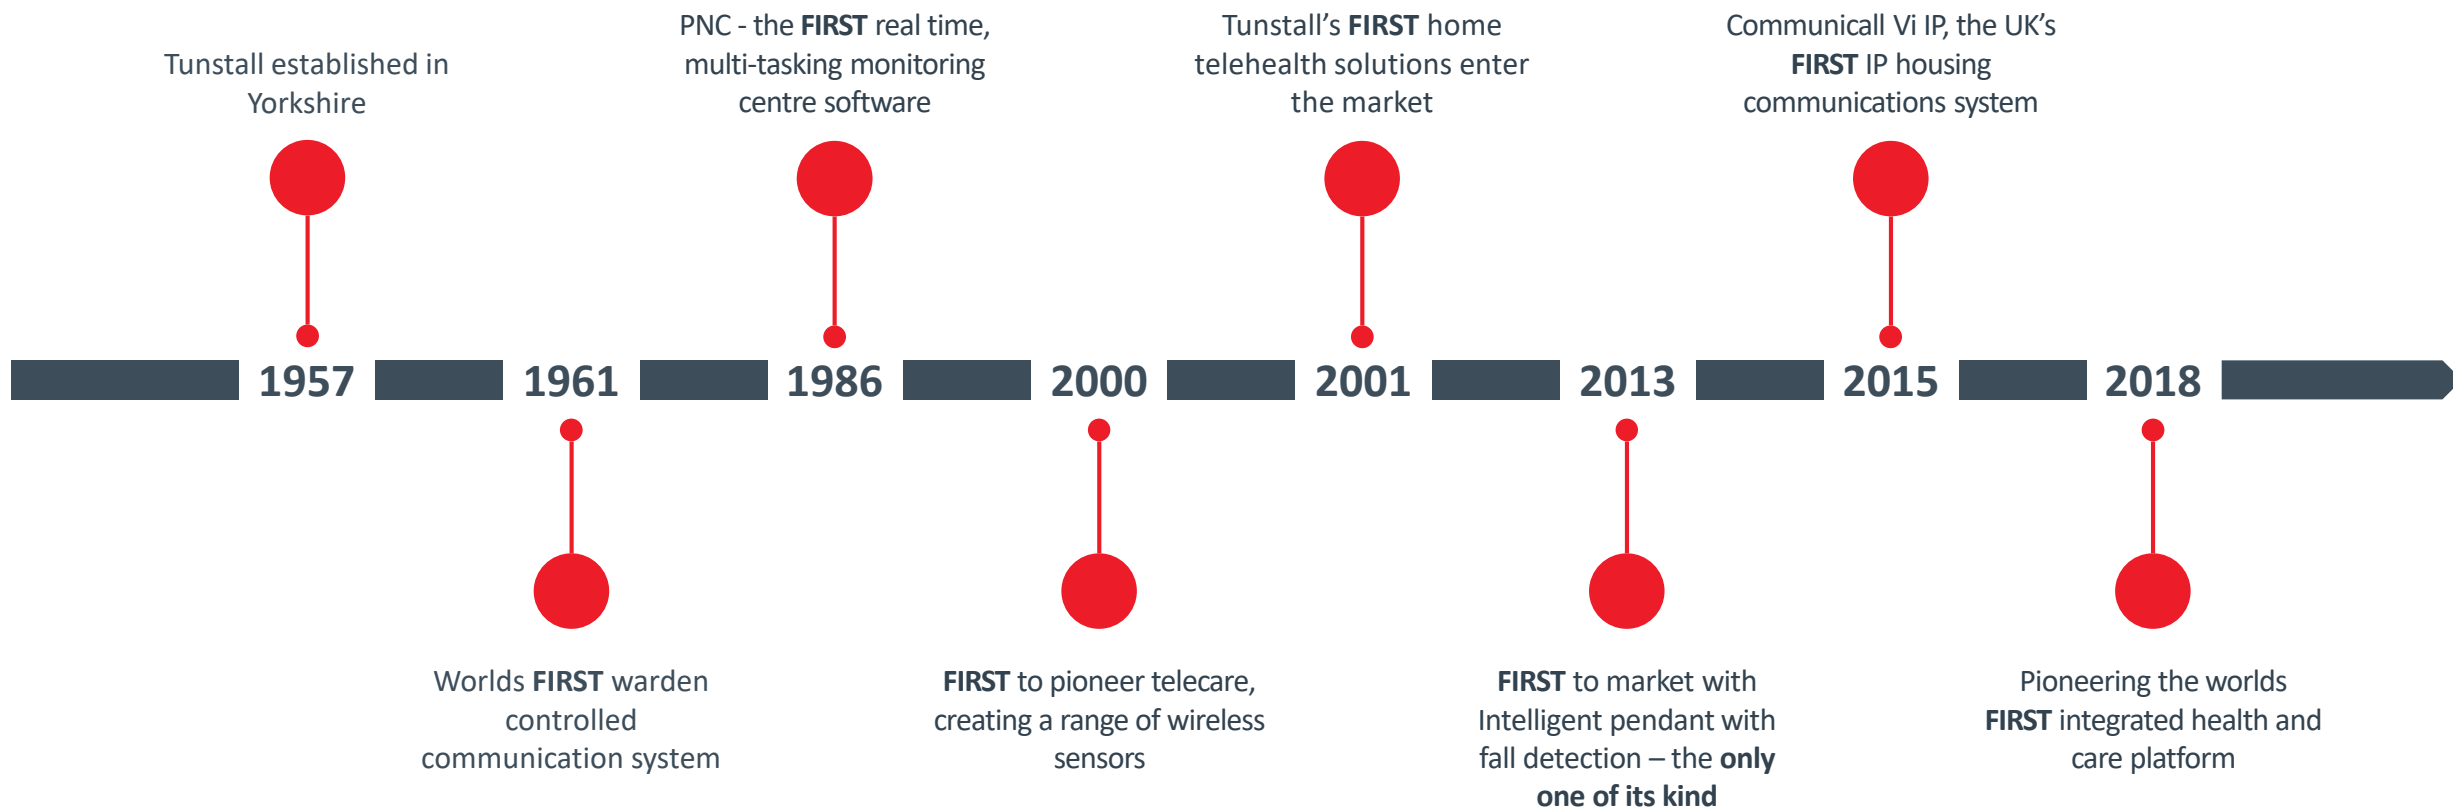 Tunstall established in
Yorkshire
PNC - the FIRST real time,
multi-tasking monitoring
centre software
Tunstall’s FIRST home
telehealth solutions enter
the market
Communicall Vi IP, the UK’s
FIRST IP housing
communications system
1957
1961
1986
2000
2001
2013
2015
2018
Worlds FIRST warden
controlled
communication system
FIRST to pioneer telecare,
creating a range of wireless
sensors
FIRST to market with
Intelligent pendant with
fall detection – the only
one of its kind
Pioneering the worlds
FIRST integrated health and
care platform